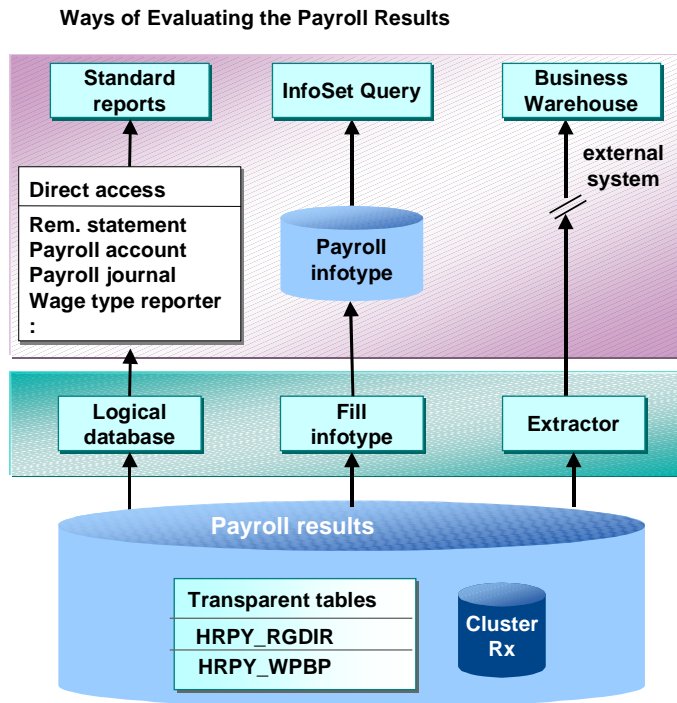 Ways of Evaluating the Payroll Results
Standard
reports
InfoSet Query
Business
Warehouse
external
system
Direct access
Rem. statement
Payroll account
Payroll journal
Wage type reporter
:
Payroll
infotype
Logical
database
Fill
infotype
Extractor
Payroll results
Transparent tables
HRPY_RGDIR
HRPY_WPBP
Cluster
Rx